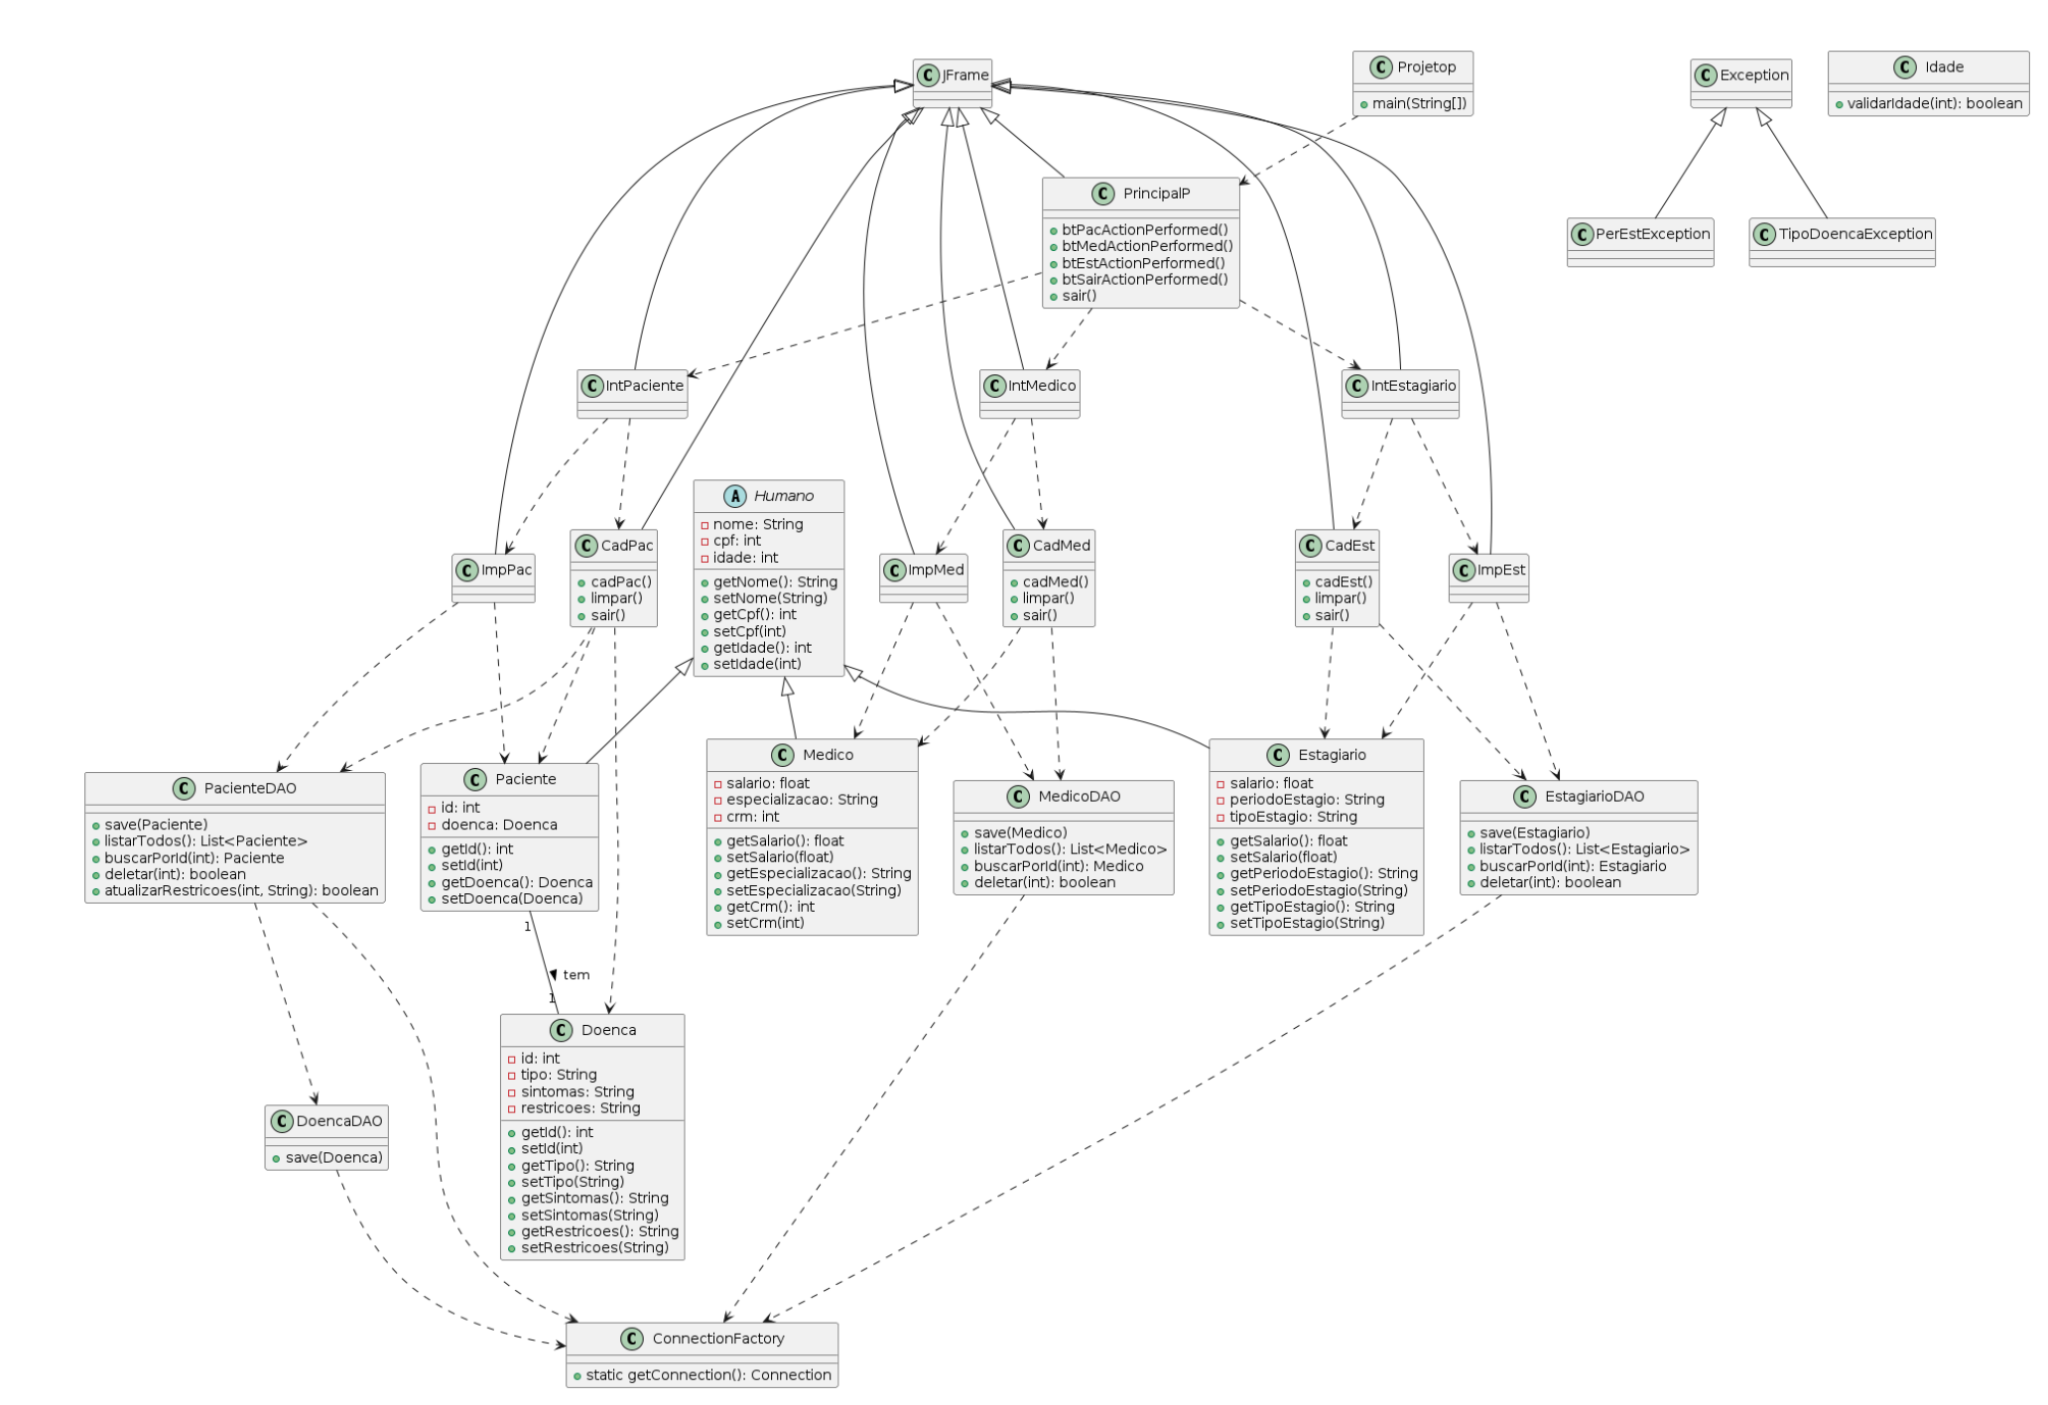 JFrame
Projetop
main(String[])
Exception
Idade
validarIdade(int): boolean
PrincipalP
btPacActionPerformed()
btMedActionPerformed()
btEstActionPerformed()
btSairActionPerformed()
sair()
PerEstException
TipoDoencaException
IntPaciente
IntMedico
IntEstagiario
Humano
nome: String
cpf: int
idade: int
getNome(): String
setNome(String)
getCpf(): int
setCpf(int)
getIdade(): int
setIdade(int)
ImpPac
CadPac
cadPac()
limpar()
sair()
ImpMed
CadMed
cadMed()
limpar()
sair()
CadEst
cadEst()
limpar()
sair()
ImpEst
PacienteDAO
save(Paciente)
listarTodos(): List<Paciente>
buscarPorId(int): Paciente
deletar(int): boolean
atualizarRestricoes(int, String): boolean
Paciente
id: int
doenca: Doenca
getId(): int
setId(int)
getDoenca(): Doenca
setDoenca(Doenca)
Medico
salario: float
especializacao: String
crm: int
getSalario(): float
setSalario(float)
getEspecializacao(): String
setEspecializacao(String)
getCrm(): int
setCrm(int)
MedicoDAO
save(Medico)
listarTodos(): List<Medico>
buscarPorId(int): Medico
deletar(int): boolean
Estagiario
salario: float
periodoEstagio: String
tipoEstagio: String
getSalario(): float
setSalario(float)
getPeriodoEstagio(): String
setPeriodoEstagio(String)
getTipoEstagio(): String
setTipoEstagio(String)
EstagiarioDAO
save(Estagiario)
listarTodos(): List<Estagiario>
buscarPorId(int): Estagiario
deletar(int): boolean
1
tem
1
Doenca
id: int
tipo: String
sintomas: String
restricoes: String
getId(): int
setId(int)
getTipo(): String
setTipo(String)
getSintomas(): String
setSintomas(String)
getRestricoes(): String
setRestricoes(String)
DoencaDAO
save(Doenca)
ConnectionFactory
static getConnection(): Connection